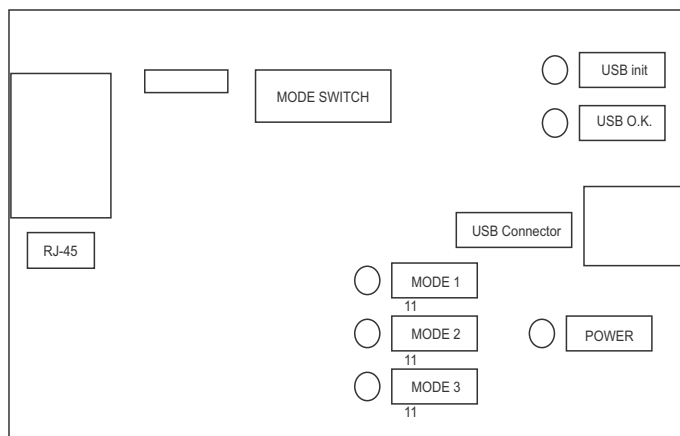 USB init
MODE SWITCH
USB O.K.
USB Connector
RJ-45
MODE 1
11
MODE 2
POWER
11
MODE 3
11